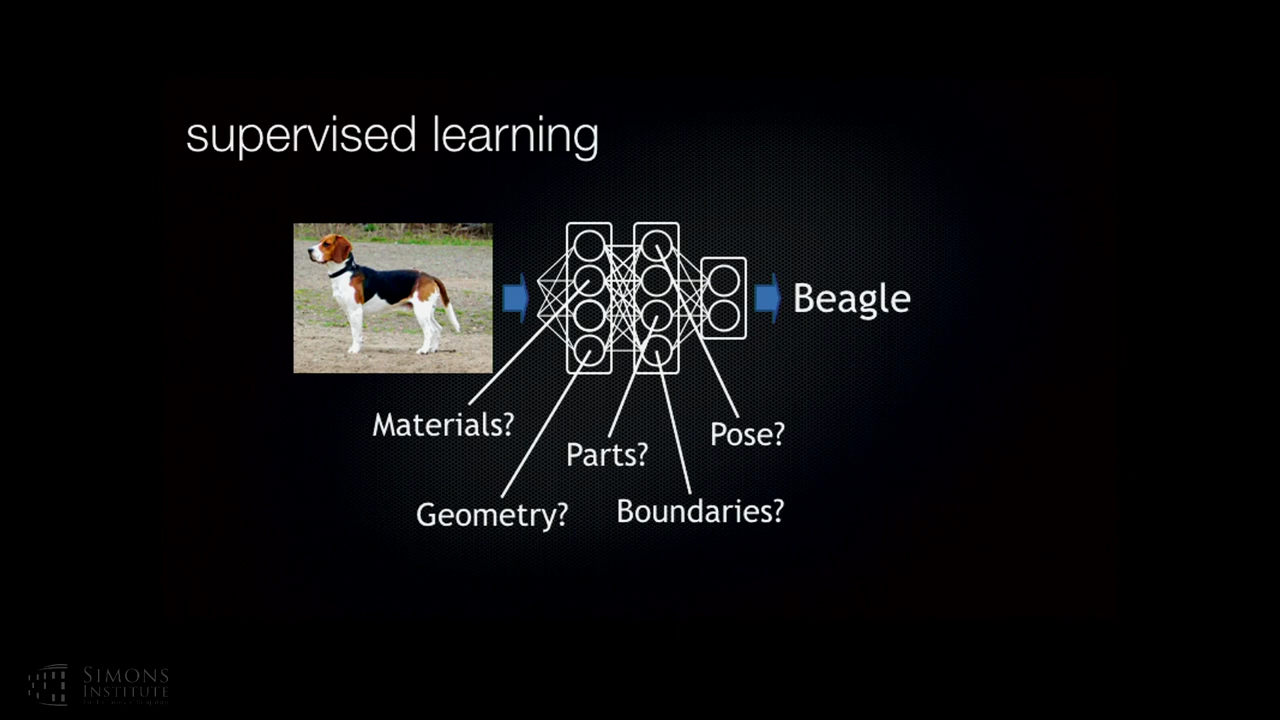 supervised learning
Beagle
Materials?
Pose?
Parts?
Geometry?
Boundaries?
SIMONS
INSTITUTE